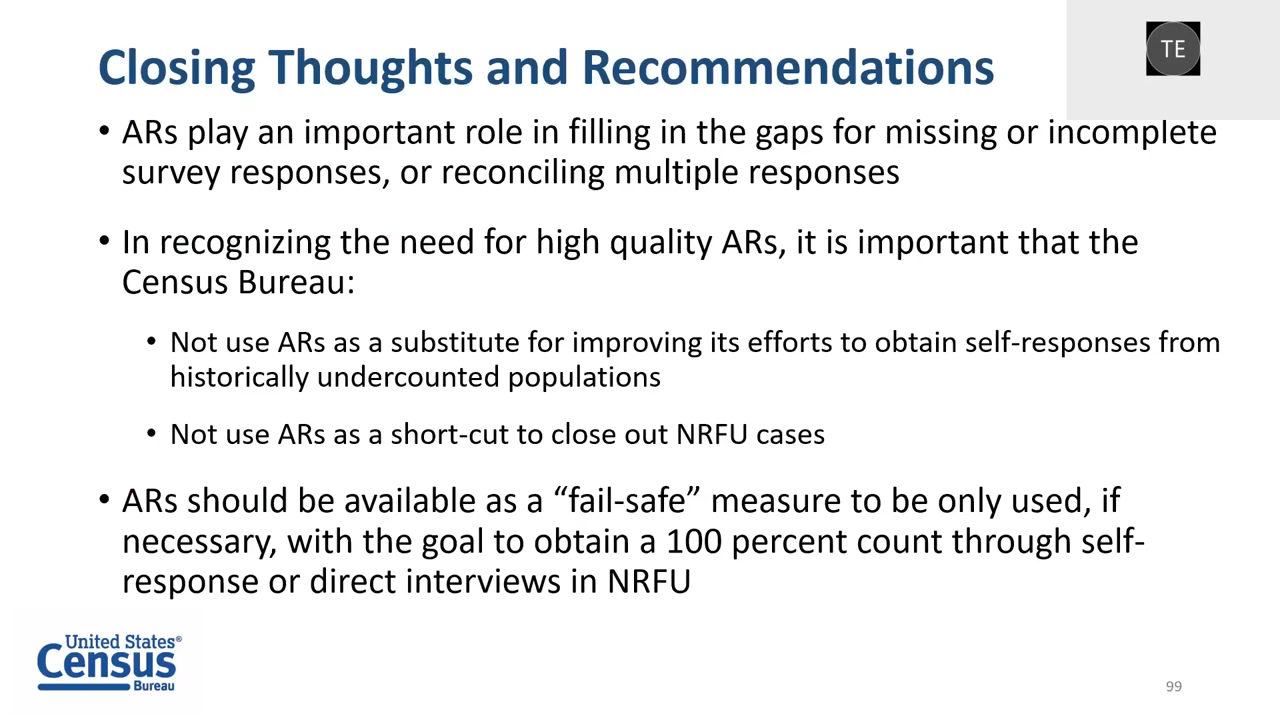 Closing Thoughts and Recommendations
TE
• ARs play an important role in filling in the gaps for missing or incomplete
survey responses, or reconciling multiple responses
• In recognizing the need for high quality ARs, it is important that the
Census Bureau:
• Not use ARs as a substitute for improving its efforts to obtain self-responses from
historically undercounted populations
• Not use ARs as a short-cut to close out NRFU cases
• ARs should be available as a “fail-safe” measure to be only used, if
necessary, with the goal to obtain a 100 percent count through self-
response or direct interviews in NRFU
United States®
Census
Bureau
99